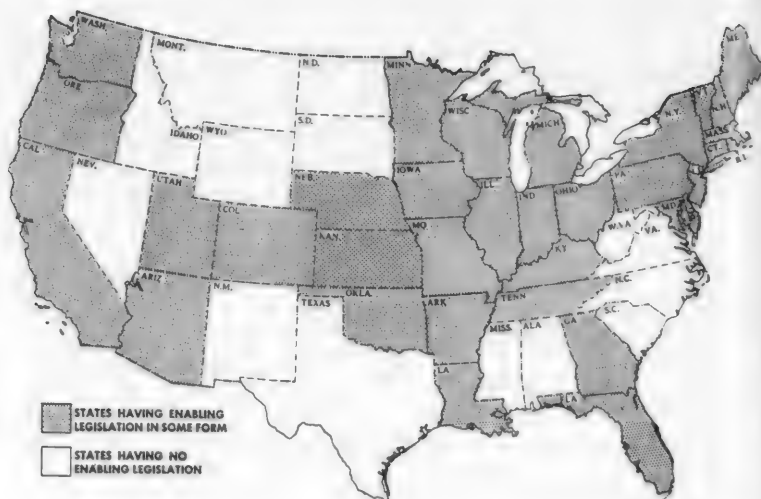 WASH.
MONT.
N.D.
MINN
ME.
ORE.
IDAHO
WYO
S.D.
WISC
MICH.
N.Y.
N.H.
MASS.
CT.
R.I.
CAL
NEV.
UTAH
COL
NEB.
IOWA
ILL.
IND
OHIO
PA
MD.
KAN.
MO.
KY
W.VA
VA.
ARIZ
N.M.
TEXAS
OKLA.
ARK
TENN
N.C.
MISS.
ALA
GA
S.C.
LA
STATES HAVING ENABLING
LEGISLATION IN SOME FORM
STATES HAVING NO
ENABLING LEGISLATION